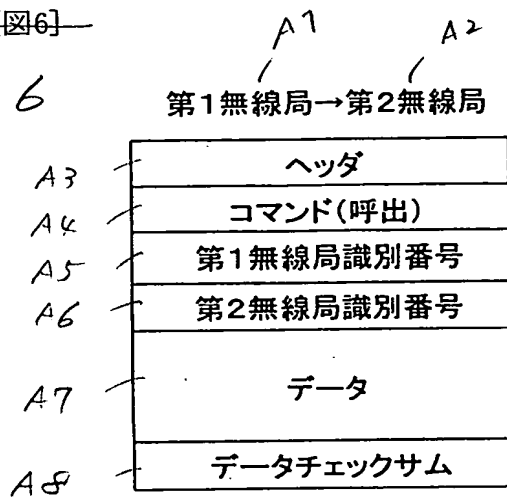 [図6]
A1 A2
6
第1無線局→第2無線局
A3 ヘッダ
A4 コマンド(呼出)
A5 第1無線局識別番号
A6 第2無線局識別番号
A7 データ
A8 データチェックサム